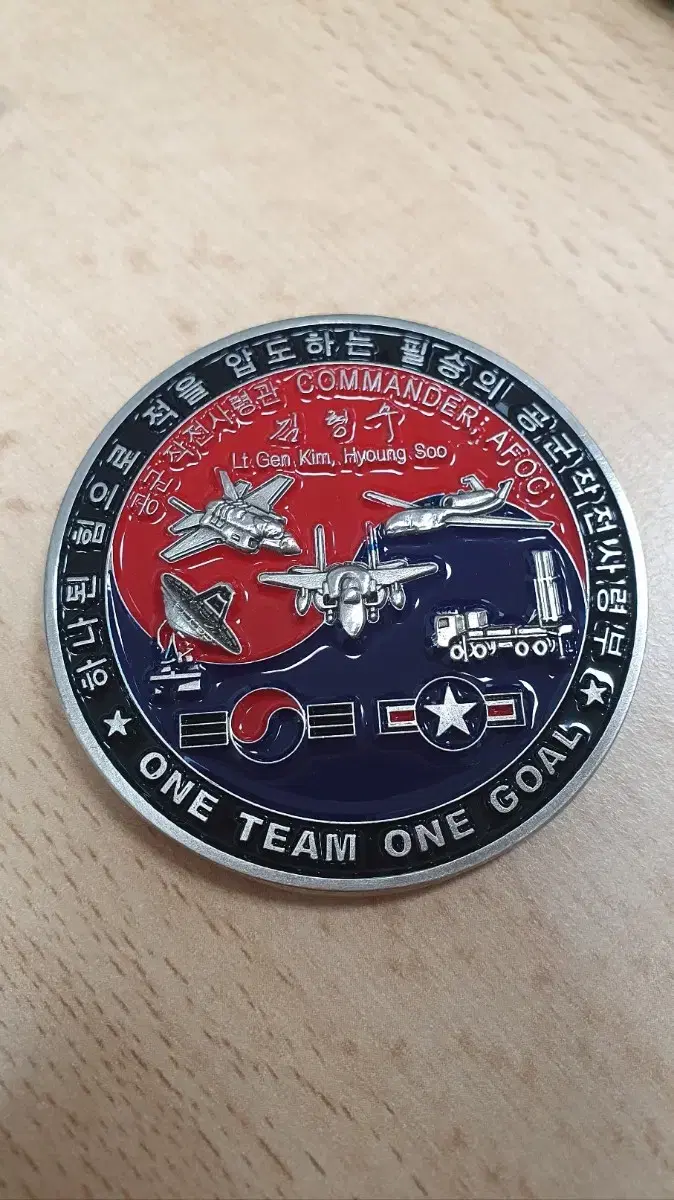 하나된 힘으로 적을 압도하는 필승의 공군작전사령부
공군 작전사령관 COMMANDER, AFOC
김형수
Lt Gen Kim, Hyoung Soo
ONE TEAM ONE GOAL